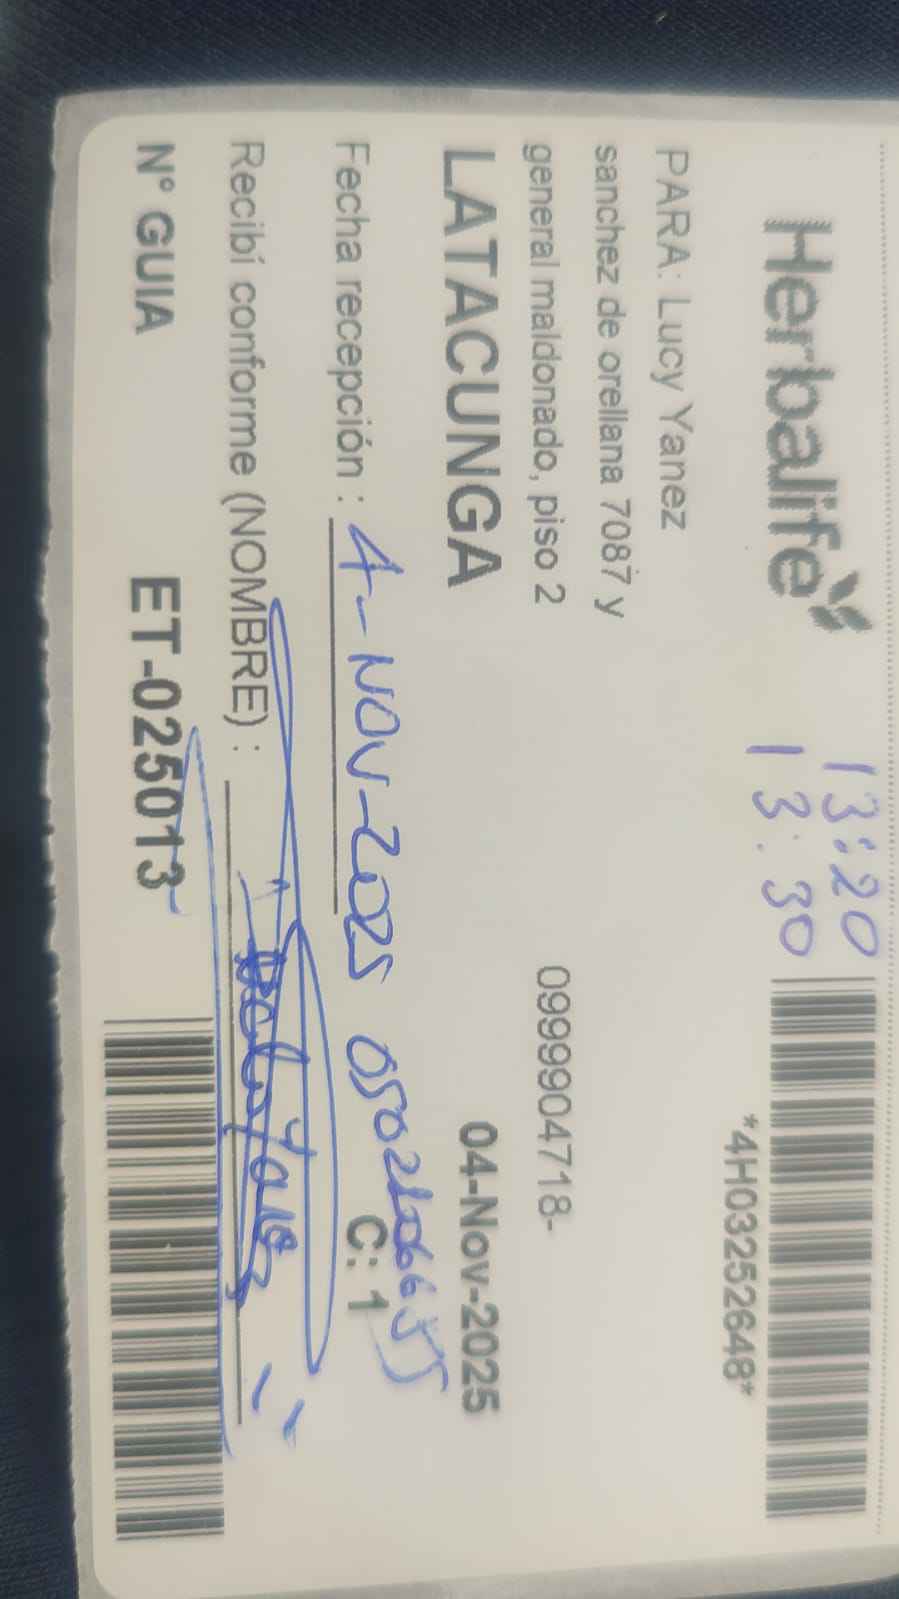 Herbalife
13:20
13:30
*4H03252648*
PARA: Lucy Yanez
sanchez de orellana 7087 y
general maldonado, piso 2
0999904718-
LATACUNGA
04-Nov-2025
Fecha recepción : 4-NOV-2025
C: 1
Recibí conforme (NOMBRE) :
N° GUIA ET-025013